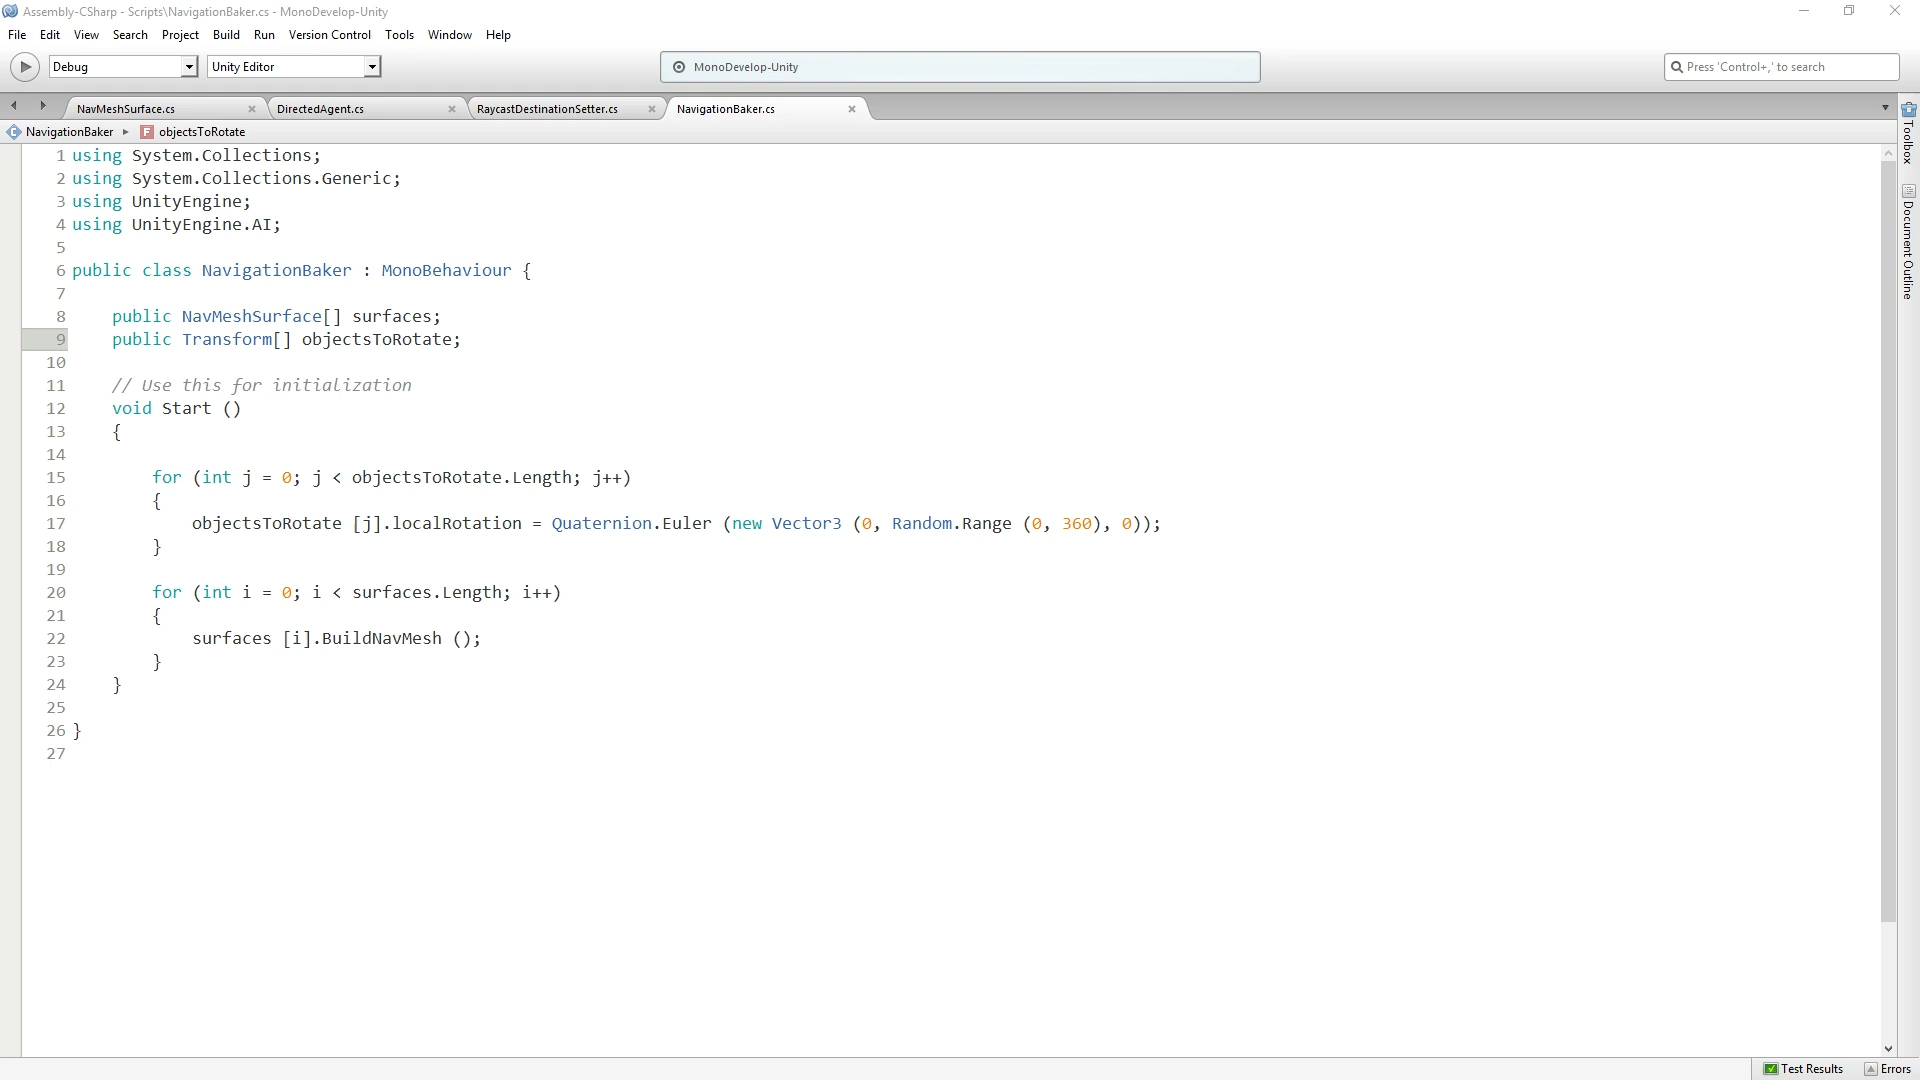 Assembly-CSharp - Scripts\NavigationBaker.cs - MonoDevelop-Unity
File Edit View Search Project Build Run Version Control Tools Window Help
Debug Unity Editor MonoDevelop-Unity Press 'Control+,' to search
NavMeshSurface.cs DirectedAgent.cs RaycastDestinationSetter.cs NavigationBaker.cs
NavigationBaker F objectsToRotate
Toolbox
Document Outline
1 using System.Collections;
2 using System.Collections.Generic;
3 using UnityEngine;
4 using UnityEngine.AI;
5
6 public class NavigationBaker : MonoBehaviour {
7
8     public NavMeshSurface[] surfaces;
9     public Transform[] objectsToRotate;
10
11     // Use this for initialization
12     void Start ()
13     {
14
15         for (int j = 0; j < objectsToRotate.Length; j++)
16         {
17             objectsToRotate [j].localRotation = Quaternion.Euler (new Vector3 (0, Random.Range (0, 360), 0));
18         }
19
20         for (int i = 0; i < surfaces.Length; i++)
21         {
22             surfaces [i].BuildNavMesh ();
23         }
24     }
25
26 }
27
Test Results Errors